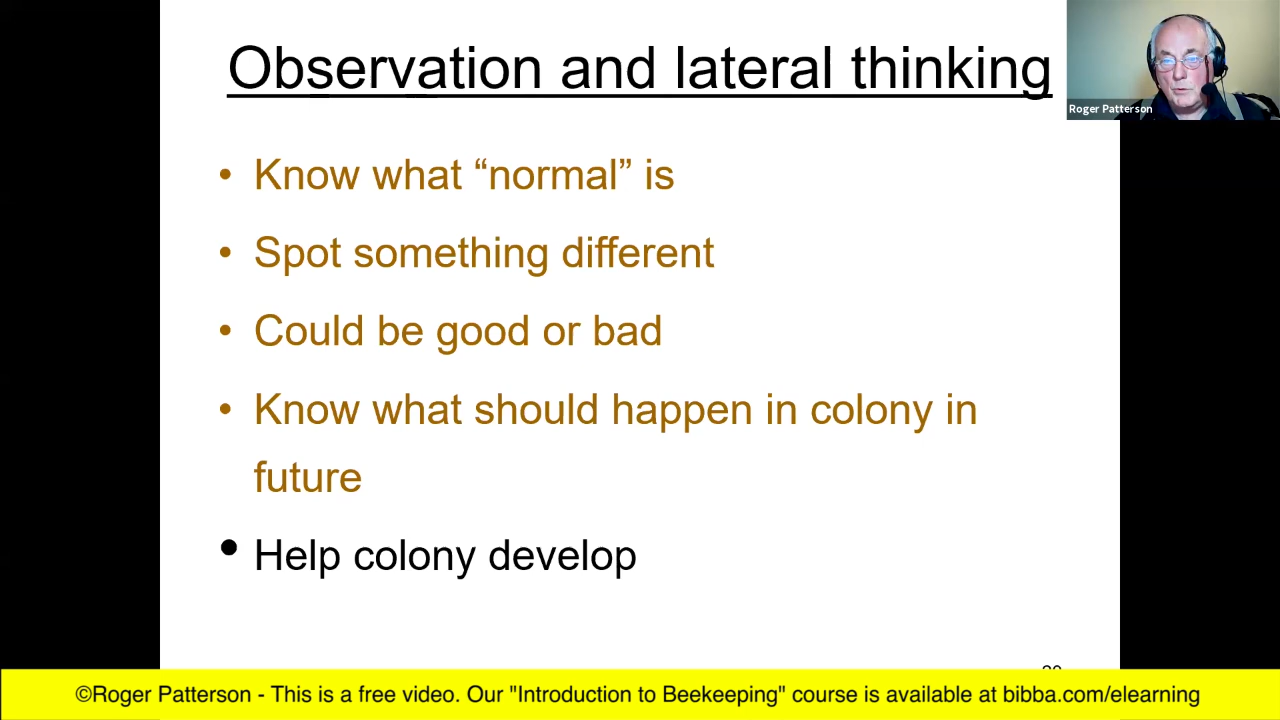 Observation and lateral thinking
Roger Patterson
• Know what “normal” is
• Spot something different
• Could be good or bad
• Know what should happen in colony in
future
• Help colony develop
©Roger Patterson - This is a free video. Our "Introduction to Beekeeping" course is available at bibba.com/elearning